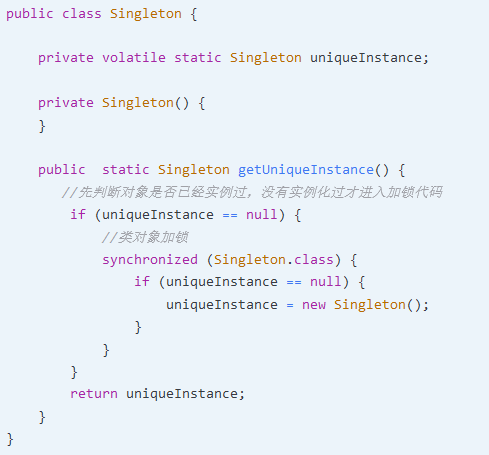 public class Singleton {
private volatile static Singleton uniqueInstance;
private Singleton() {
}
public  static Singleton getUniqueInstance() {
//先判断对象是否已经实例过，没有实例化过才进入加锁代码
if (uniqueInstance == null) {
//类对象加锁
synchronized (Singleton.class) {
if (uniqueInstance == null) {
uniqueInstance = new Singleton();
}
}
}
return uniqueInstance;
}
}